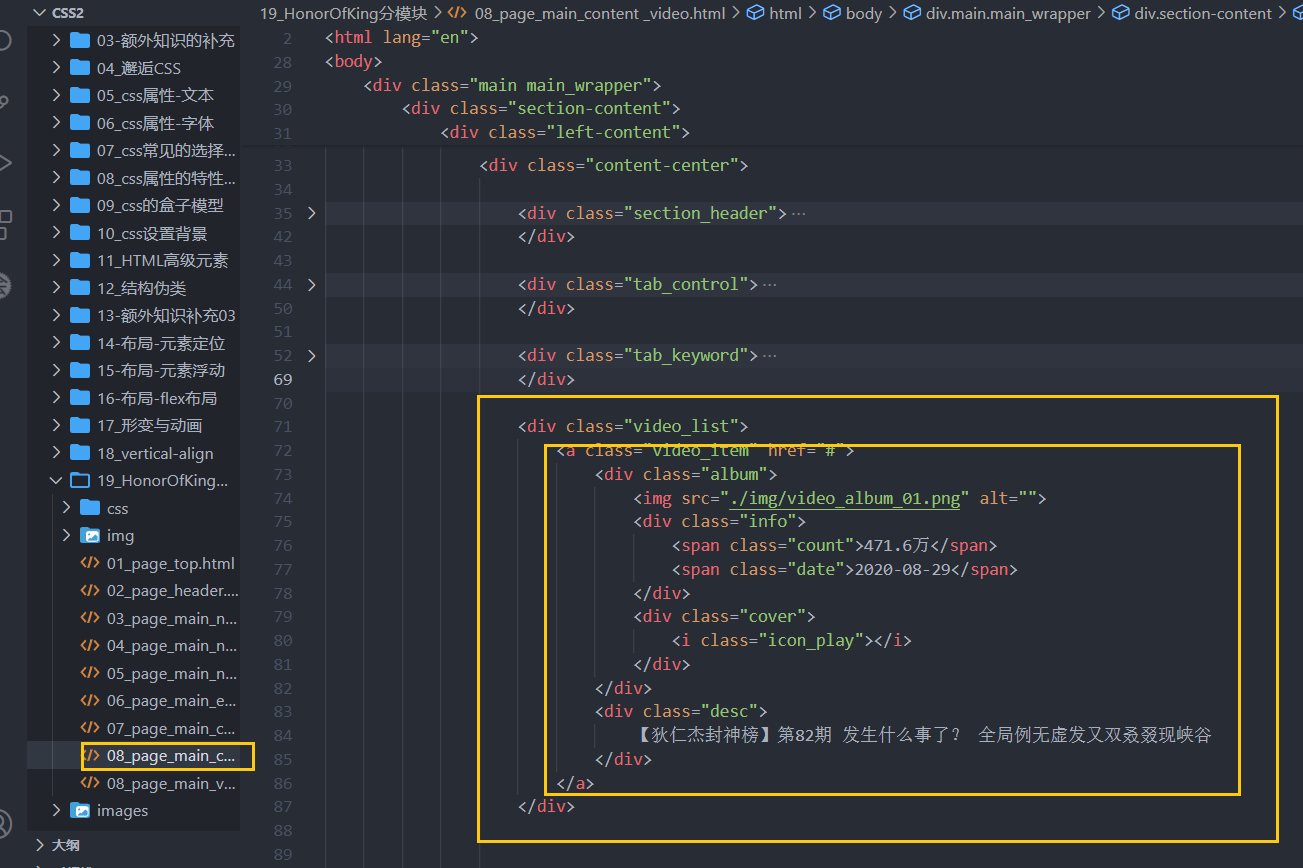 CSS2
03-额外知识的补充
04_邂逅CSS
05_css属性-文本
06_css属性-字体
07_css常见的选择...
08_css属性的特性...
09_css的盒子模型
10_css设置背景
11_HTML高级元素
12_结构伪类
13-额外知识补充03
14-布局-元素定位
15-布局-元素浮动
16-布局-flex布局
17_形变与动画
18_vertical-align
19_HonorOfKing...
css
img
01_page_top.html
02_page_header....
03_page_main_n...
04_page_main_n...
05_page_main_n...
06_page_main_e...
07_page_main_c...
08_page_main_c...
08_page_main_v...
images
大纲
19_HonorOfKing分模块 > 08_page_main_content _video.html > html > body > div.main.main_wrapper > div.section-content >
2 <html lang="en">
28 <body>
29 <div class="main main_wrapper">
30 <div class="section-content">
31 <div class="left-content">
33 <div class="content-center">
34
35 <div class="section_header">···
42 </div>
43
44 <div class="tab_control">···
50 </div>
51
52 <div class="tab_keyword">···
69 </div>
70
71 <div class="video_list">
72 <a class="video_item" href="#">
73 <div class="album">
74 <img src="./img/video_album_01.png" alt="">
75 <div class="info">
76 <span class="count">471.6万</span>
77 <span class="date">2020-08-29</span>
78 </div>
79 <div class="cover">
80 <i class="icon_play"></i>
81 </div>
82 </div>
83 <div class="desc">
84 【狄仁杰封神榜】第82期 发生什么事了? 全局例无虚发又双叒叕现峡谷
85 </div>
86 </a>
87 </div>
88
89